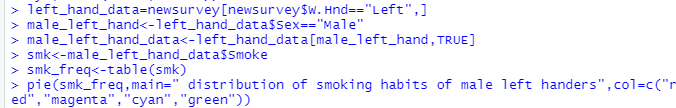 > left_hand_data=newsurvey[newsurvey$W.Hnd=="Left",]
> male_left_hand<-left_hand_data$Sex=="Male"
> male_left_hand_data<-left_hand_data[male_left_hand,TRUE]
> smk<-male_left_hand_data$Smoke
> smk_freq<-table(smk)
> pie(smk_freq,main=" distribution of smoking habits of male left handers",col=c("r
ed","magenta","cyan","green"))